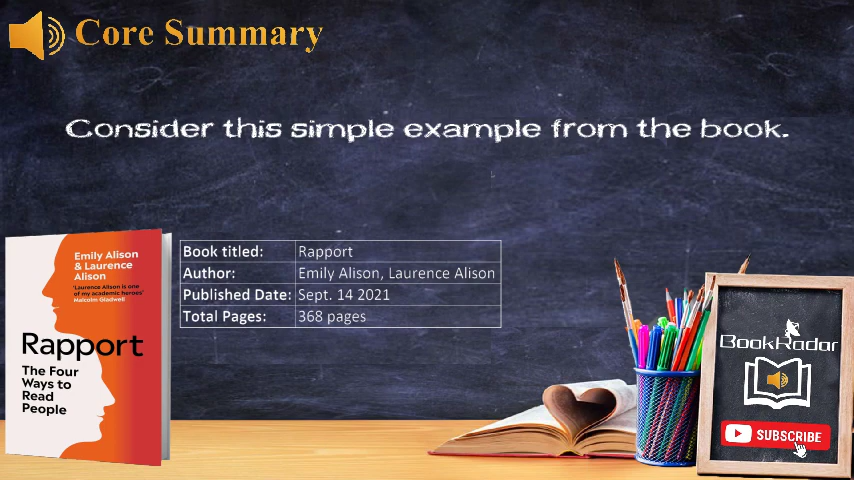 Core Summary
Consider this simple example from the book.
Book titled: Rapport
Author: Emily Alison, Laurence Alison
Published Date: Sept. 14 2021
Total Pages: 368 pages
Emily Alison
& Laurence
Alison
'Laurence Alison is one
of my academic heroes'
Malcolm Gladwell
Rapport
The Four
Ways to
Read
People
BookRadar
SUBSCRIBE